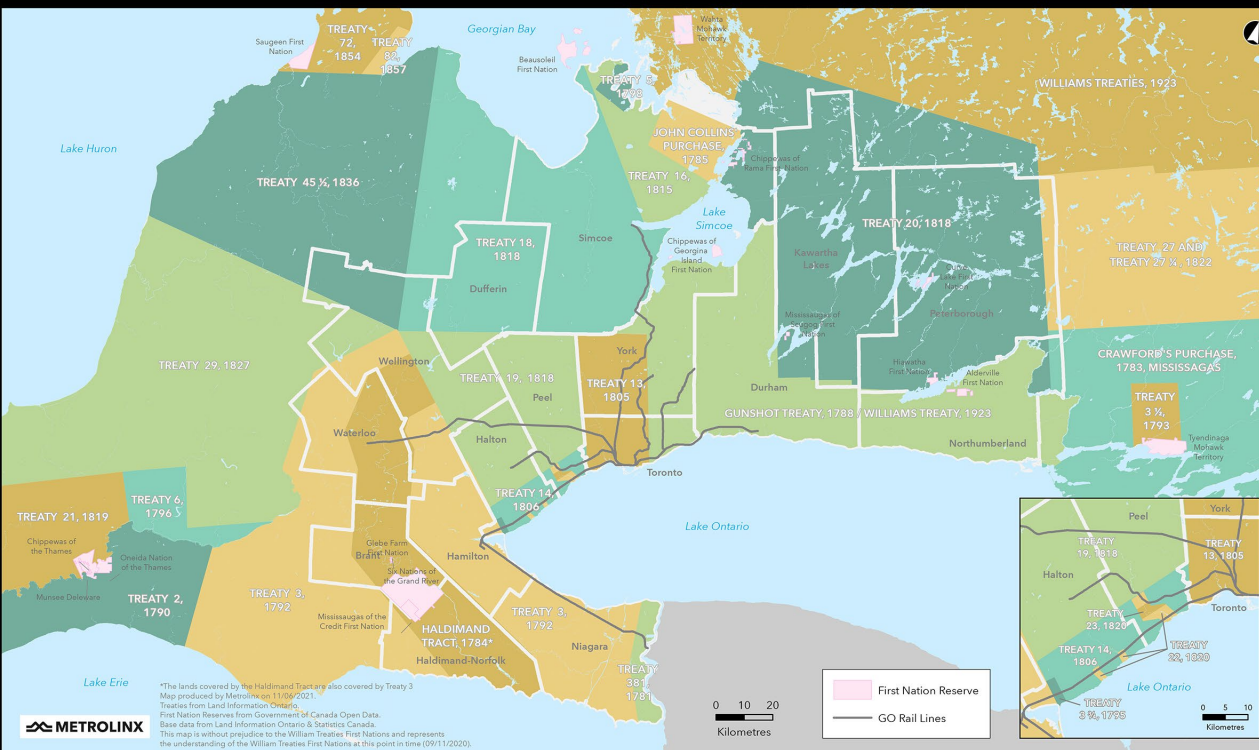 Georgian Bay
TREATY
72,
1854
TREATY
82,
1857
Saugeen First
Nation
Beausoleil
First Nation
Wahta
Mohawk
Territory
TREATY 5,
1798
WILLIAMS TREATIES, 1923
Lake Huron
JOHN COLLINS'
PURCHASE,
1785
Chippewas of
Rama First Nation
TREATY 45 ½, 1836
TREATY 16,
1815
Lake
Simcoe
TREATY 20, 1818
TREATY 18,
1818
Simcoe
Chippewas of
Georgina
Island
First Nation
Kawartha
Lakes
TREATY 27 AND
TREATY 27 ¼, 1822
Dufferin
Curve
Lake First
Nation
Peterborough
Mississaugas of
Scugog First
Nation
TREATY 29, 1827
Wellington
York
Hiawatha
First Nation
Alderville
First Nation
CRAWFORD'S PURCHASE,
1783, MISSISSAGAS
TREATY 19, 1818
Peel
TREATY 13,
1805
Durham
TREATY
3 ½,
1793
GUNSHOT TREATY, 1788 / WILLIAMS TREATY, 1923
Waterloo
Halton
Northumberland
Tyendinaga
Mohawk
Territory
Toronto
TREATY 14,
1806
TREATY 6,
1796
TREATY 21, 1819
Chippewas of
the Thames
Oneida Nation
of the Thames
Munsee Delaware
Lake Ontario
Glebe Farm
First Nation
Brant
Hamilton
Six Nations of
the Grand River
TREATY 2,
1790
TREATY 3,
1792
Mississaugas of the
Credit First Nation
TREATY 3,
1792
HALDIMAND
TRACT, 1784*
Niagara
Haldimand-Norfolk
TREATY
381,
1781
Lake Erie
*The lands covered by the Haldimand Tract are also covered by Treaty 3
Map produced by Metrolinx on 11/06/2021.
Treaties from Land Information Ontario.
First Nation Reserves from Government of Canada Open Data.
Base data from Land Information Ontario & Statistics Canada.
This map is without prejudice to the William Treaties First Nations and represents
the understanding of the William Treaties First Nations at this point in time (09/11/2020).
METROLINX
0 10 20
Kilometres
First Nation Reserve
GO Rail Lines
Peel
York
TREATY
19, 1818
TREATY
13, 1805
Halton
Toronto
TREATY
23, 1820
TREATY 14,
1806
TREATY
22, 1820
Lake Ontario
TREATY
3 ¾, 1795
0 5 10
Kilometres